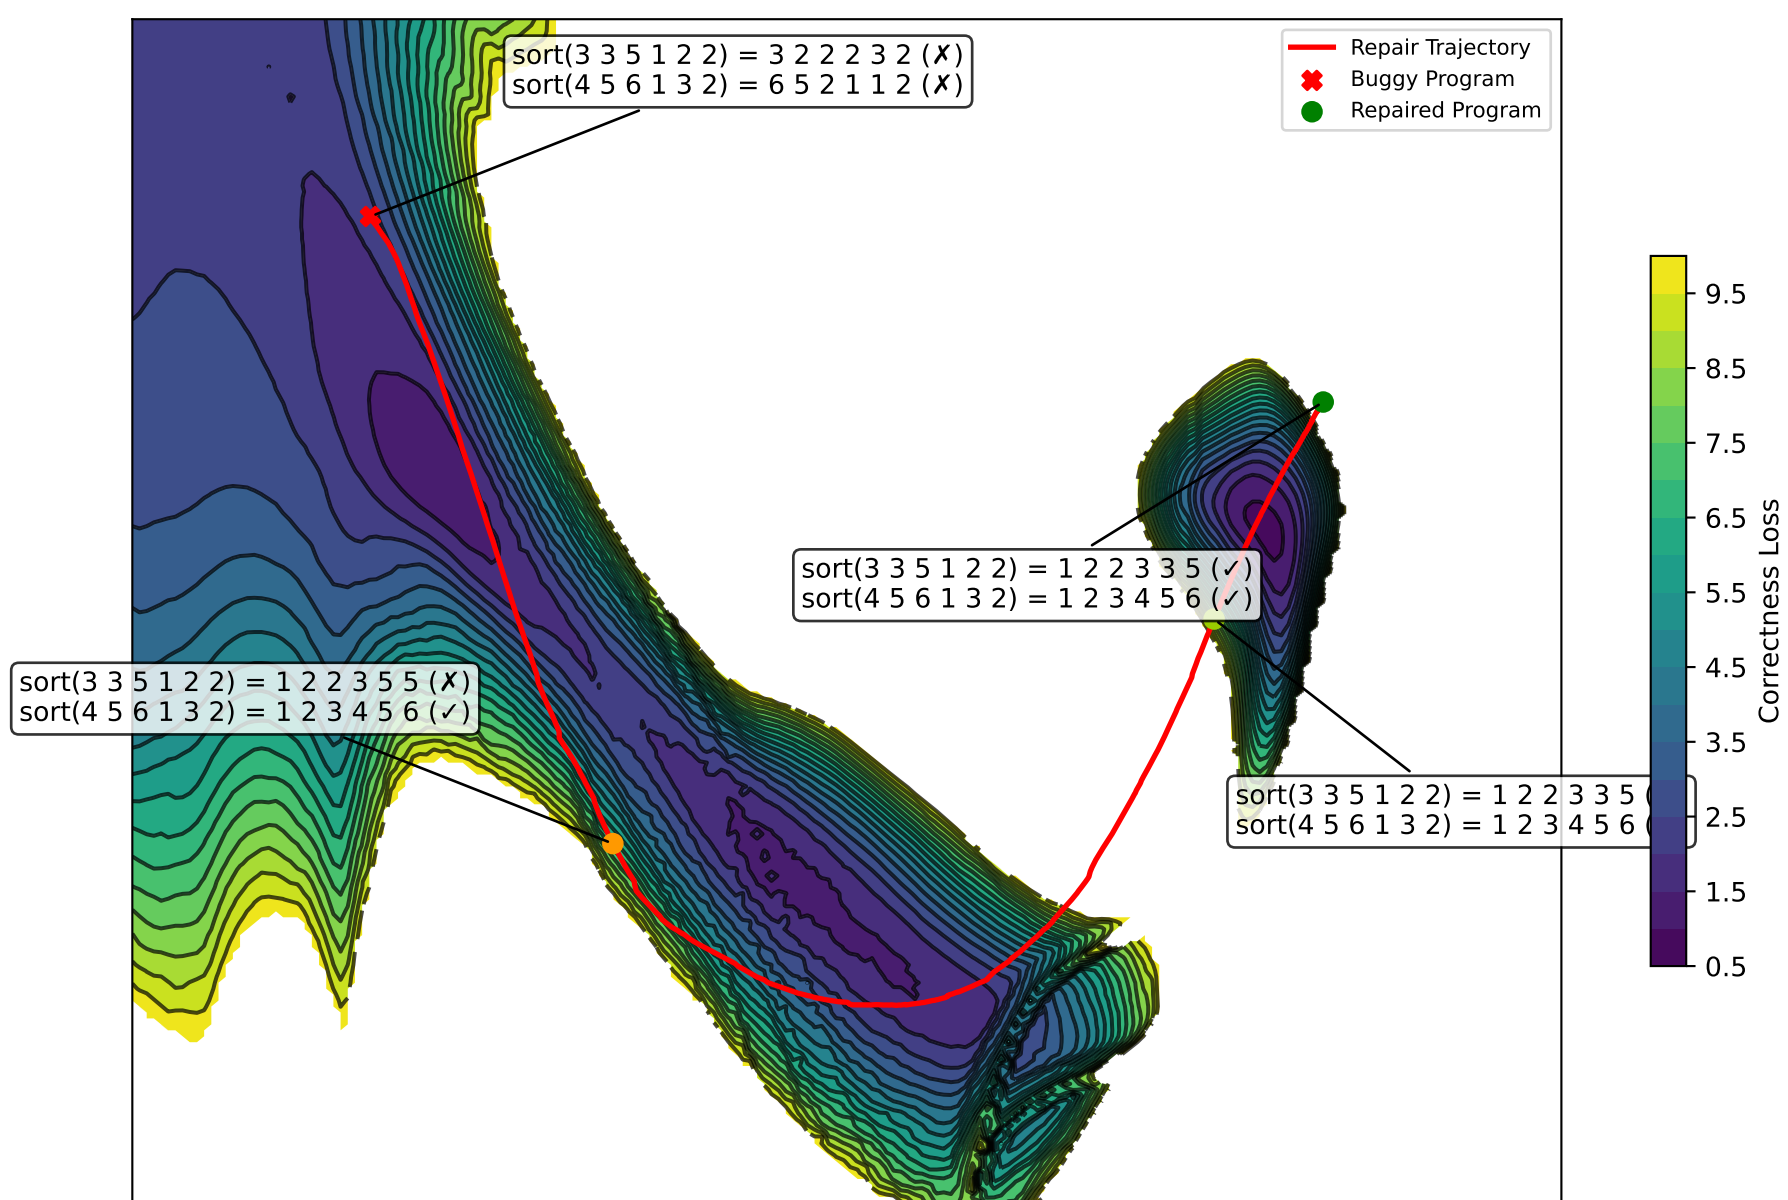 sort(3 3 5 1 2 2) = 3 2 2 2 3 2 (✗)
sort(4 5 6 1 3 2) = 6 5 2 1 1 2 (✗)
Repair Trajectory
Buggy Program
Repaired Program
sort(3 3 5 1 2 2) = 1 2 2 3 3 5 (✓)
sort(4 5 6 1 3 2) = 1 2 3 4 5 6 (✓)
sort(3 3 5 1 2 2) = 1 2 2 3 5 5 (✗)
sort(4 5 6 1 3 2) = 1 2 3 4 5 6 (✓)
sort(3 3 5 1 2 2) = 1 2 2 3 3 5 (
sort(4 5 6 1 3 2) = 1 2 3 4 5 6 (
9.5
8.5
7.5
6.5
5.5
4.5
3.5
2.5
1.5
0.5
Correctness Loss